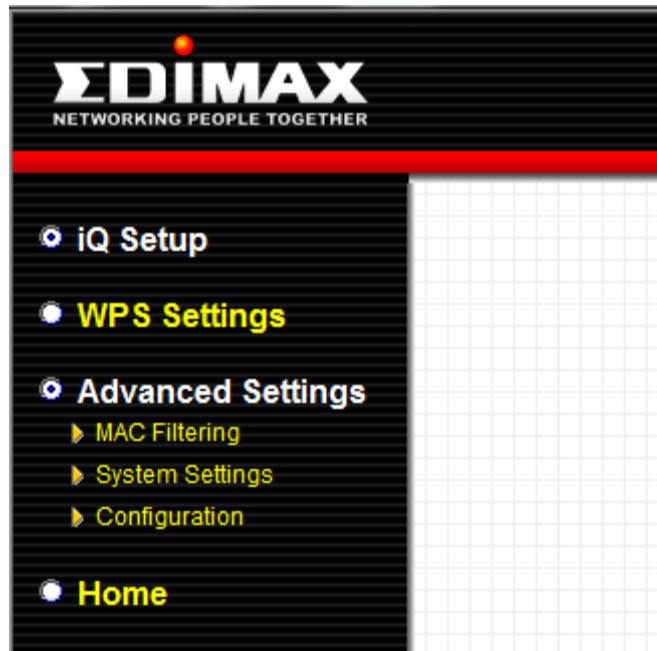 ΣDIMAX
NETWORKING PEOPLE TOGETHER
iQ Setup
WPS Settings
Advanced Settings
MAC Filtering
System Settings
Configuration
Home